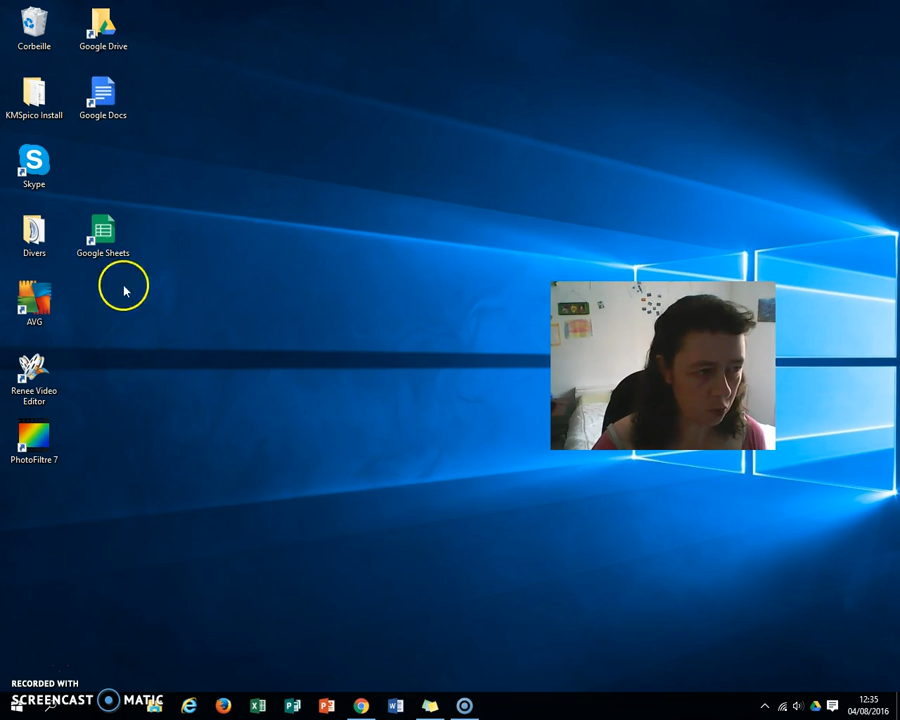 Corbeille
Google Drive
KMSpico Install
Google Docs
Skype
Divers
Google Sheets
AVG
Renee Video
Editor
PhotoFiltre 7
RECORDED WITH
SCREENCAST MATIC
12:35
04/08/2016